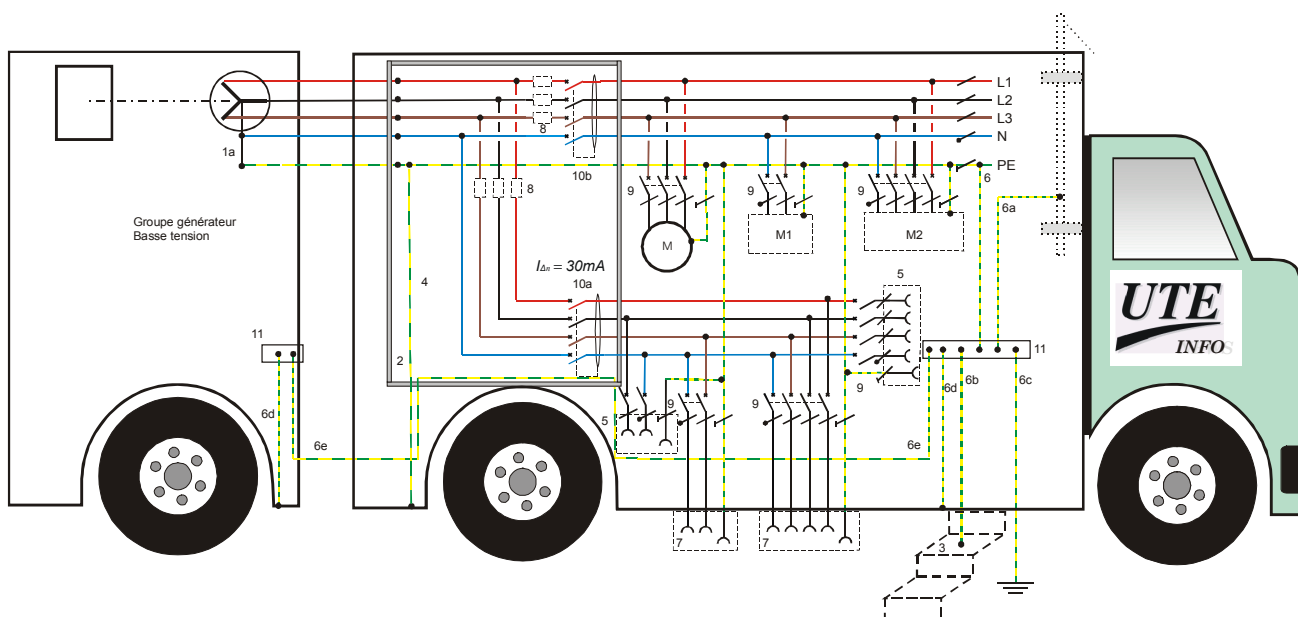 L1
L2
L3
N
PE
8
1a
10b
8
9
9
9
6
6a
M
M1
M2
Groupe générateur
Basse tension
IΔn = 30mA
10a
5
4
UTE
INFOS
11
11
2
6d
6e
5
9
9
9
6e
6d
6b
6c
7
7
3